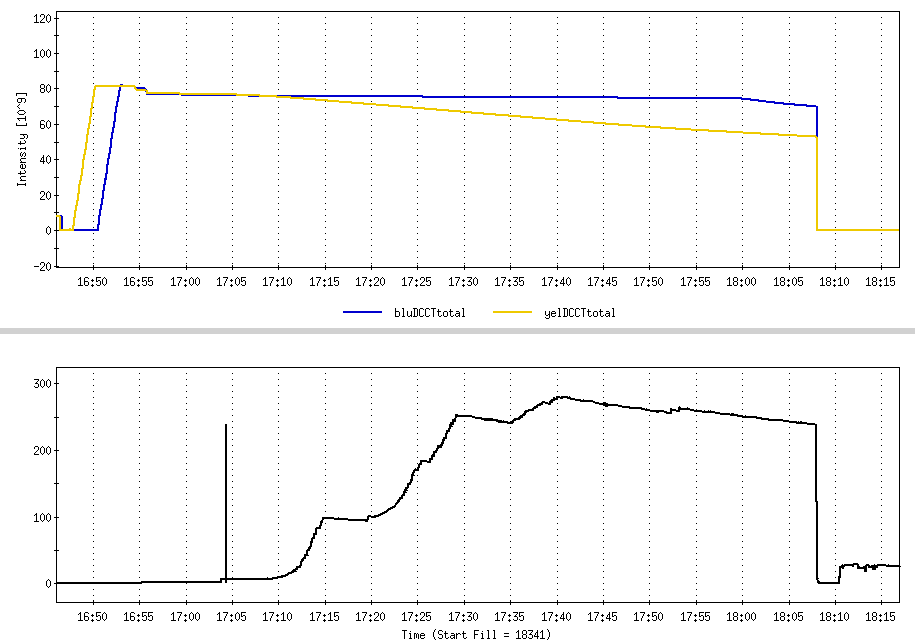 120
100
80
60
40
20
0
−20
Intensity [10^9]
16:50 16:55 17:00 17:05 17:10 17:15 17:20 17:25 17:30 17:35 17:40 17:45 17:50 17:55 18:00 18:05 18:10 18:15
bluDCCTtotal yelDCCTtotal
300
200
100
0
16:50 16:55 17:00 17:05 17:10 17:15 17:20 17:25 17:30 17:35 17:40 17:45 17:50 17:55 18:00 18:05 18:10 18:15
Time (Start Fill = 18341)